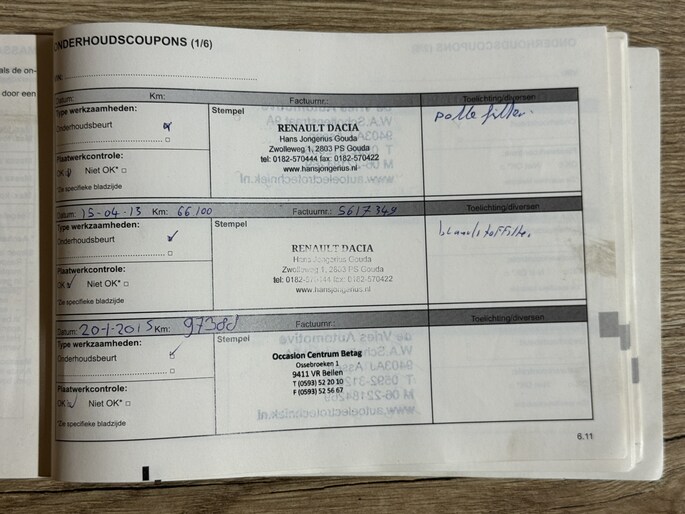 als de on-
door een
ONDERHOUDSCOUPONS (1/6)
Datum: Km: Factuurnr.: Toelichting/diversen
Type werkzaamheden:
Onderhoudsbeurt
Plaatwerkcontrole:
OK Niet OK* □
*Zie specifieke bladzijde
Stempel
RENAULT DACIA
Hans Jongerius Gouda
Zwolleweg 1, 2803 PS Gouda
tel: 0182-570444 fax: 0182-570422
www.hansjongerius.nl
Datum: 15-04-13 Km: 66.100 Factuurnr.: 5617349 Toelichting/diversen
Type werkzaamheden:
Onderhoudsbeurt
Plaatwerkcontrole:
OK Niet OK* □
*Zie specifieke bladzijde
Stempel
RENAULT DACIA
Hans Jongerius Gouda
Zwolleweg 1, 2803 PS Gouda
tel: 0182-570444 fax: 0182-570422
www.hansjongerius.nl
Datum: 20-1-2015 Km: Factuurnr.: Toelichting/diversen
Type werkzaamheden:
Onderhoudsbeurt
Plaatwerkcontrole:
OK Niet OK* □
*Zie specifieke bladzijde
Stempel
Occasion Centrum Betag
Ossebroeken 1
9411 VR Beilen
T (0593) 52 20 10
F (0593) 52 56 67
6.11